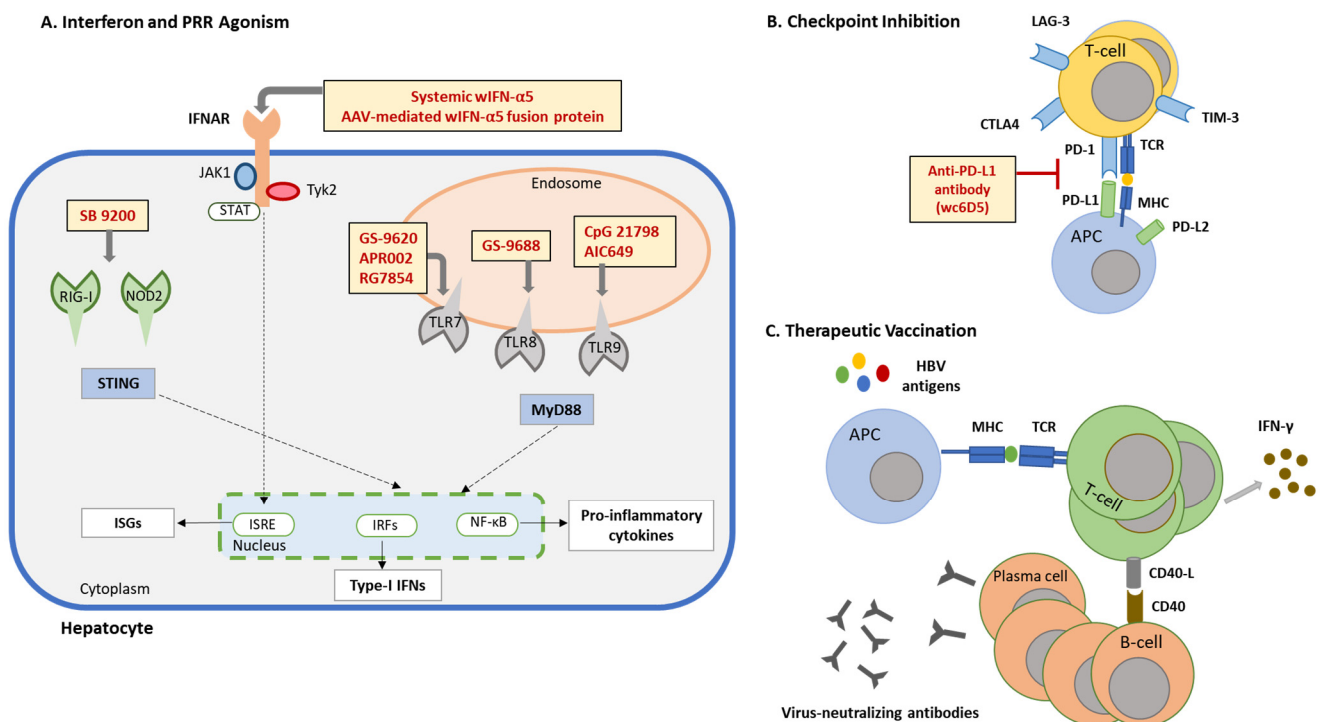 A. Interferon and PRR Agonism
Systemic wIFN-α5
AAV-mediated wIFN-α5 fusion protein
IFNAR
JAK1
Tyk2
STAT
SB 9200
RIG-I
NOD2
STING
Endosome
GS-9620
APR002
RG7854
GS-9688
CpG 21798
AIC649
TLR7
TLR8
TLR9
MyD88
ISGs
ISRE
IRFs
NF-κB
Nucleus
Pro-inflammatory
cytokines
Type-I IFNs
Cytoplasm
Hepatocyte
B. Checkpoint Inhibition
LAG-3
T-cell
CTLA4
TIM-3
PD-1
TCR
Anti-PD-L1
antibody
(wc6D5)
PD-L1
MHC
PD-L2
APC
C. Therapeutic Vaccination
HBV
antigens
APC
MHC
TCR
T-cell
IFN-γ
CD40-L
CD40
Plasma cell
B-cell
Virus-neutralizing antibodies